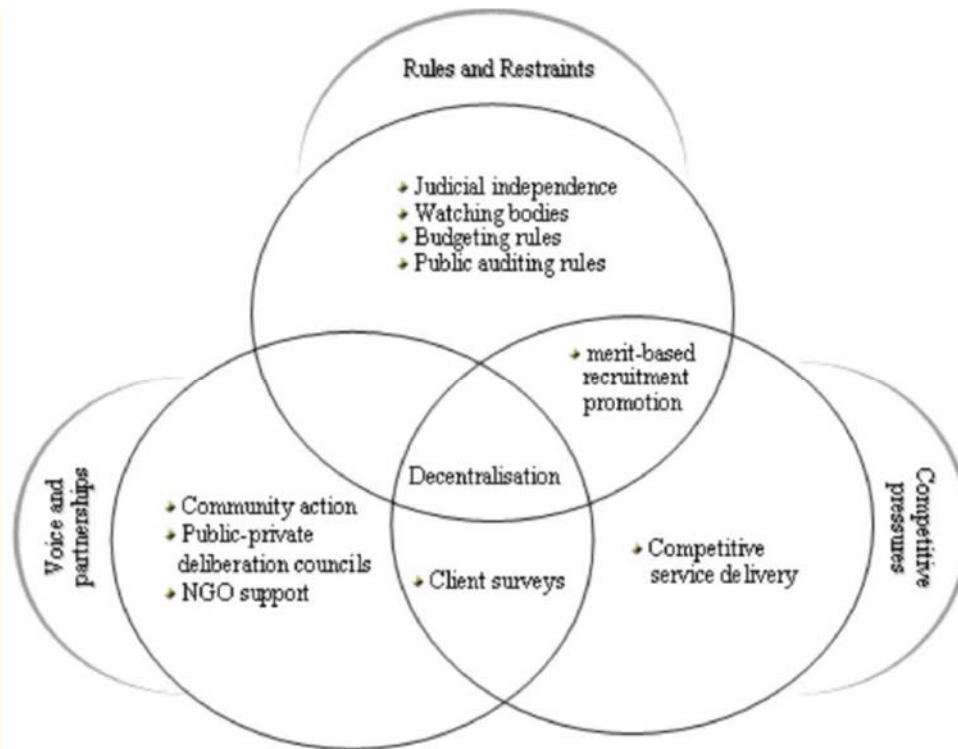 Rules and Restraints
Judicial independence
Watching bodies
Budgeting rules
Public auditing rules
merit-based
recruitment
promotion
Decentralisation
Voice and
partnerships
Community action
Public-private
deliberation councils
NGO support
Client surveys
Competitive
service delivery
Competitive
pressures